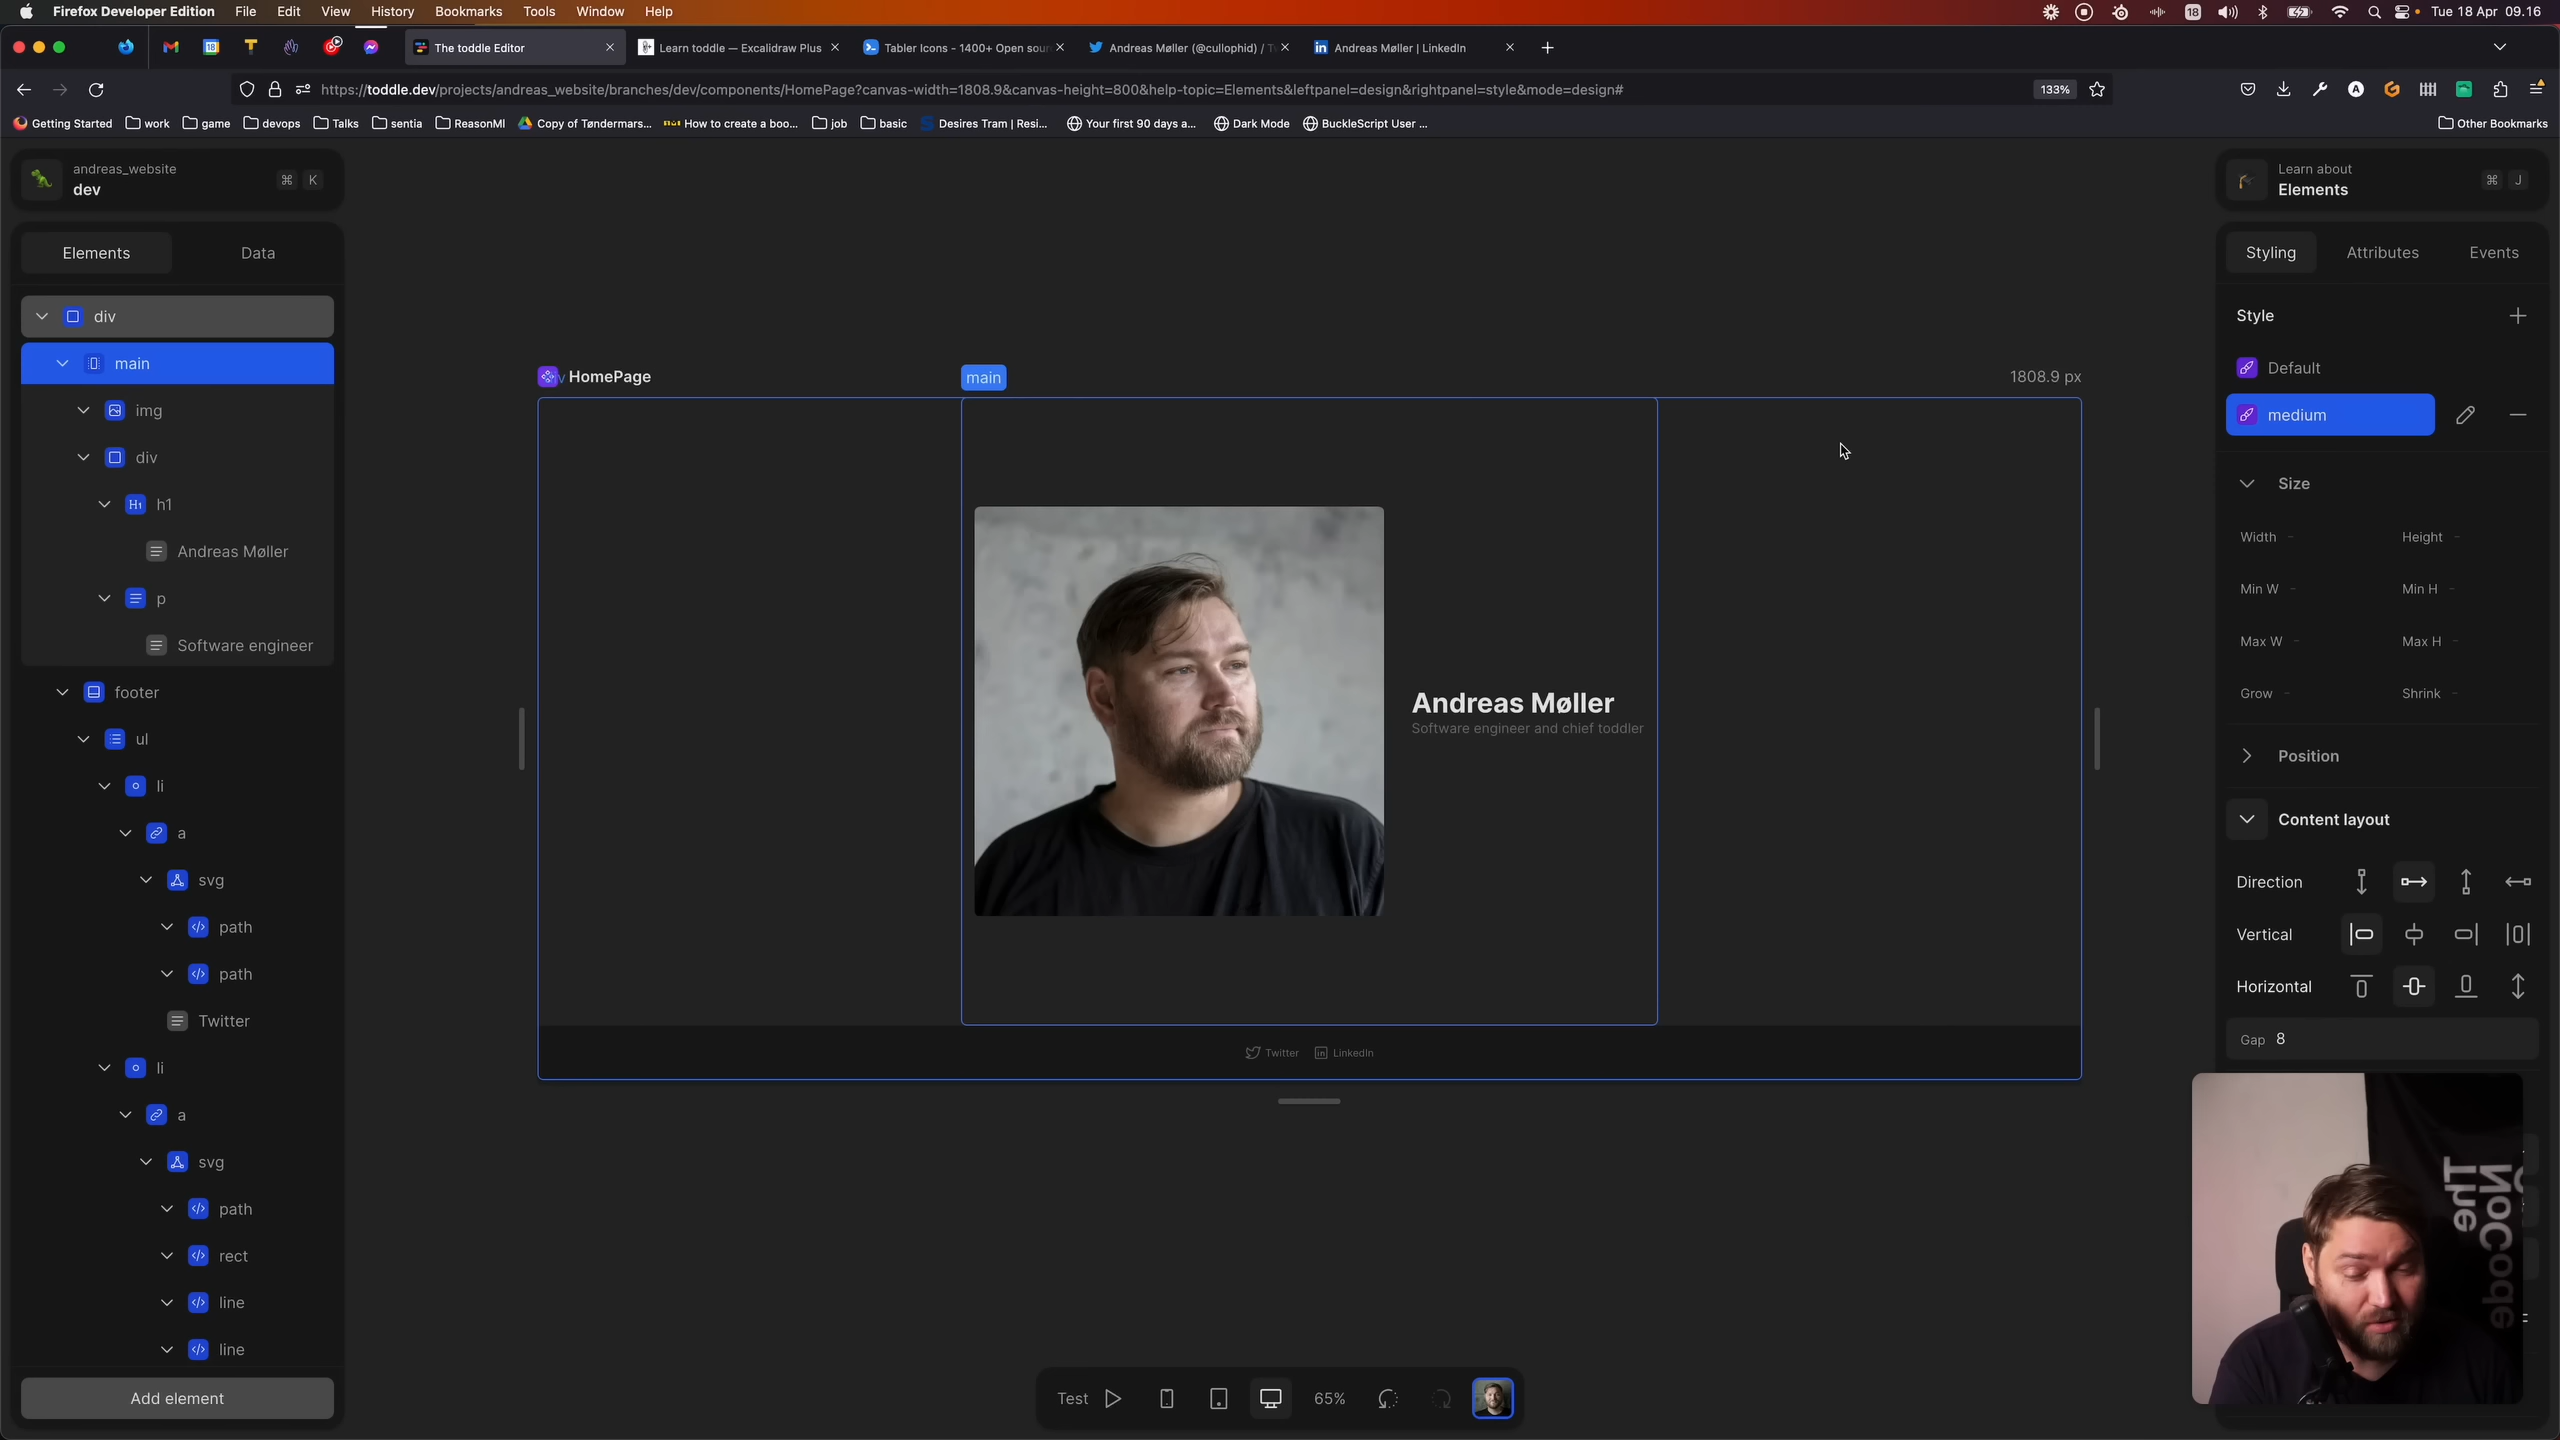 Firefox Developer Edition File Edit View History Bookmarks Tools Window Help
18
Tue 18 Apr 09.16
The toddle Editor
Learn toddle — Excalidraw Plus
Tabler Icons - 1400+ Open sour
Andreas Møller (@cullophid) / T
Andreas Møller | LinkedIn
https://toddle.dev/projects/andreas_website/branches/dev/components/HomePage?canvas-width=1808.9&canvas-height=800&help-topic=Elements&leftpanel=design&rightpanel=style&mode=design#
133%
Getting Started work game devops Talks sentia ReasonMl Copy of Tøndermars... How to create a boo... job basic Desires Tram | Resi... Your first 90 days a... Dark Mode BuckleScript User ... Other Bookmarks
andreas_website
dev
⌘ K
Elements Data
div
main
img
div
h1
Andreas Møller
p
Software engineer
footer
ul
li
a
svg
path
path
Twitter
li
a
svg
path
rect
line
line
Add element
HomePage
main
1808.9 px
Andreas Møller
Software engineer and chief toddler
Twitter LinkedIn
Test
65%
Learn about
Elements
⌘ J
Styling Attributes Events
Style
Default
medium
Size
Width - Height -
Min W - Min H -
Max W - Max H -
Grow - Shrink -
Position
Content layout
Direction
Vertical
Horizontal
Gap 8
The
NoCode